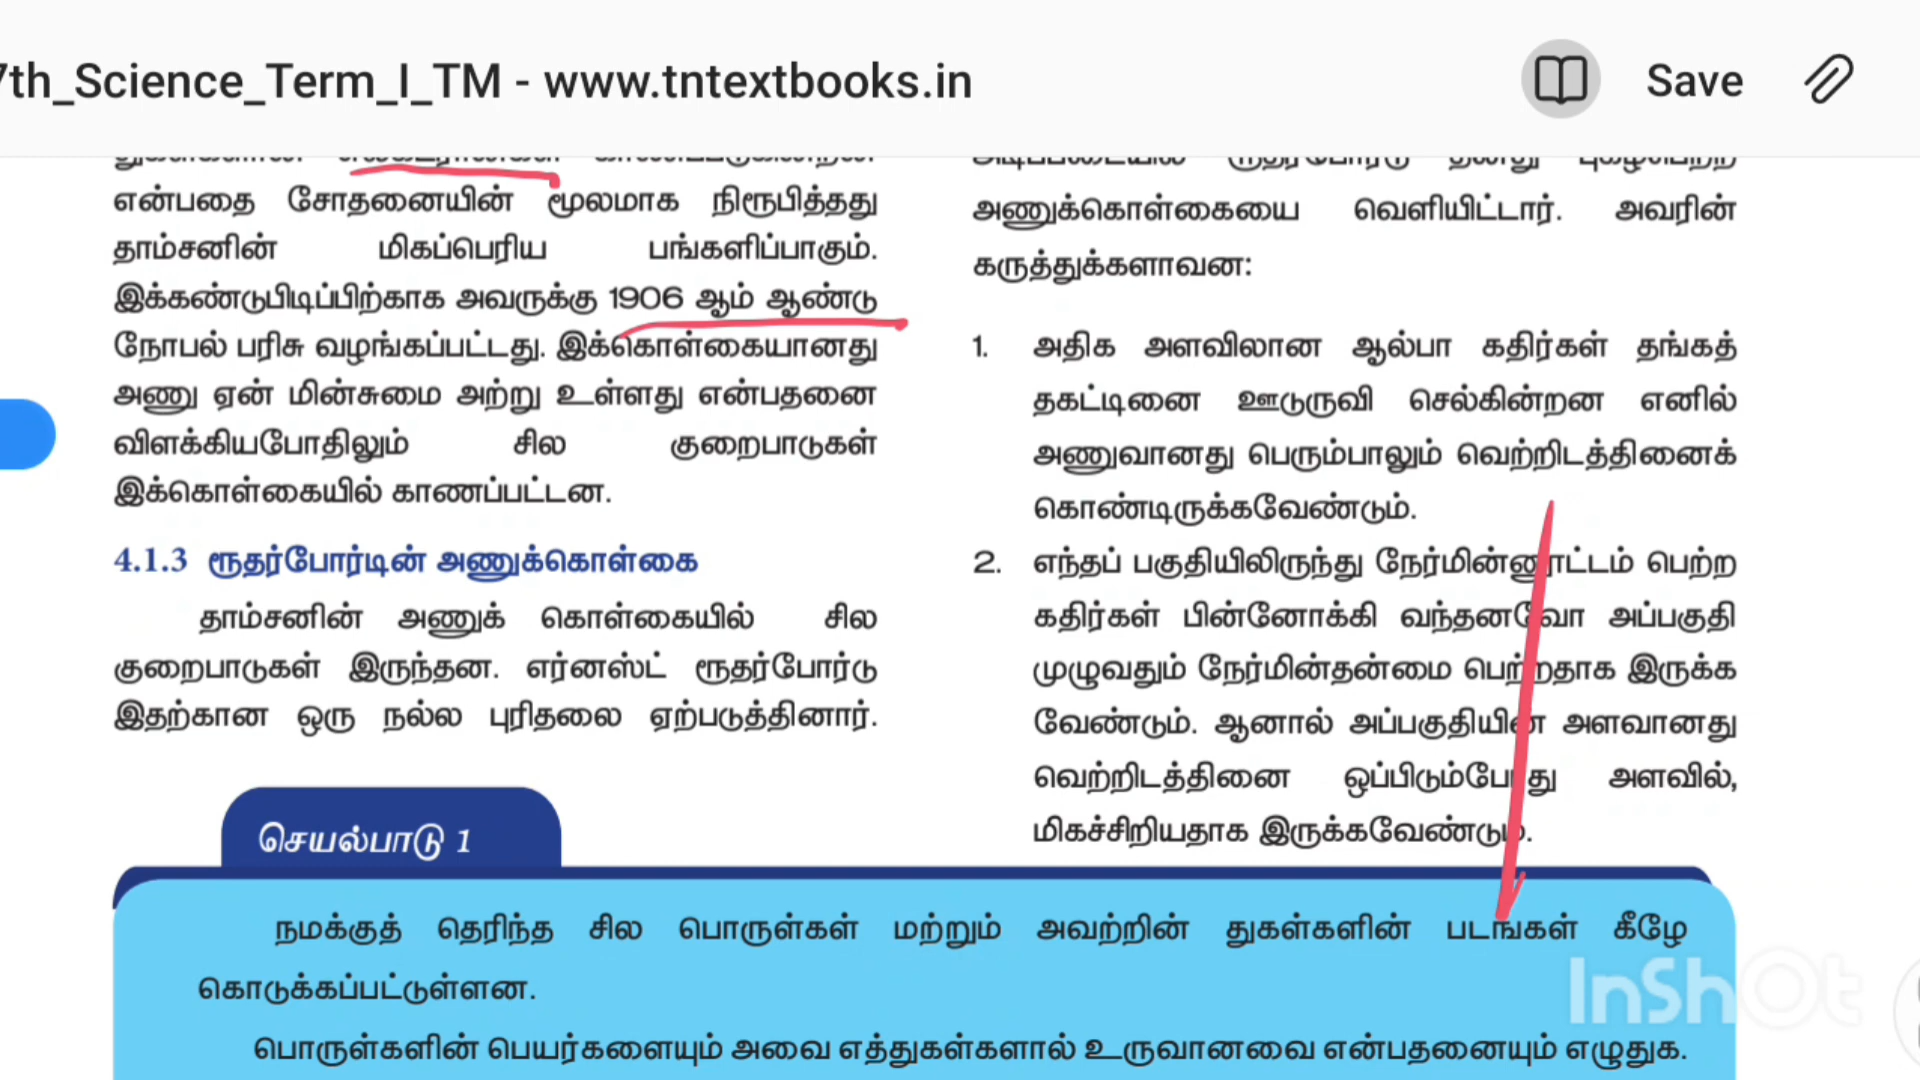 7th_Science_Term_I_TM - www.tntextbooks.in
Save
என்பதை சோதனையின் மூலமாக நிரூபித்தது
தாம்சனின் மிகப்பெரிய பங்களிப்பாகும்.
இக்கண்டுபிடிப்பிற்காக அவருக்கு 1906 ஆம் ஆண்டு
நோபல் பரிசு வழங்கப்பட்டது. இக்கொள்கையானது
அணு ஏன் மின்சுமை அற்று உள்ளது என்பதனை
விளக்கியபோதிலும் சில குறைபாடுகள்
இக்கொள்கையில் காணப்பட்டன.
4.1.3 ரூதர்போர்டின் அணுக்கொள்கை
தாம்சனின் அணுக் கொள்கையில் சில
குறைபாடுகள் இருந்தன. எர்னஸ்ட் ரூதர்போர்டு
இதற்கான ஒரு நல்ல புரிதலை ஏற்படுத்தினார்.
அணுக்கொள்கையை வெளியிட்டார். அவரின்
கருத்துக்களாவன:
1. அதிக அளவிலான ஆல்பா கதிர்கள் தங்கத்
தகட்டினை ஊடுருவி செல்கின்றன எனில்
அணுவானது பெரும்பாலும் வெற்றிடத்தினைக்
கொண்டிருக்கவேண்டும்.
2. எந்தப் பகுதியிலிருந்து நேர்மின்னூட்டம் பெற்ற
கதிர்கள் பின்னோக்கி வந்தனவோ அப்பகுதி
முழுவதும் நேர்மின்தன்மை பெற்றதாக இருக்க
வேண்டும். ஆனால் அப்பகுதியின் அளவானது
வெற்றிடத்தினை ஒப்பிடும்போது அளவில்,
மிகச்சிறியதாக இருக்கவேண்டும்.
செயல்பாடு 1
நமக்குத் தெரிந்த சில பொருள்கள் மற்றும் அவற்றின் துகள்களின் படங்கள் கீழே
கொடுக்கப்பட்டுள்ளன.
பொருள்களின் பெயர்களையும் அவை எத்துகள்களால் உருவானவை என்பதனையும் எழுதுக.
InShOt